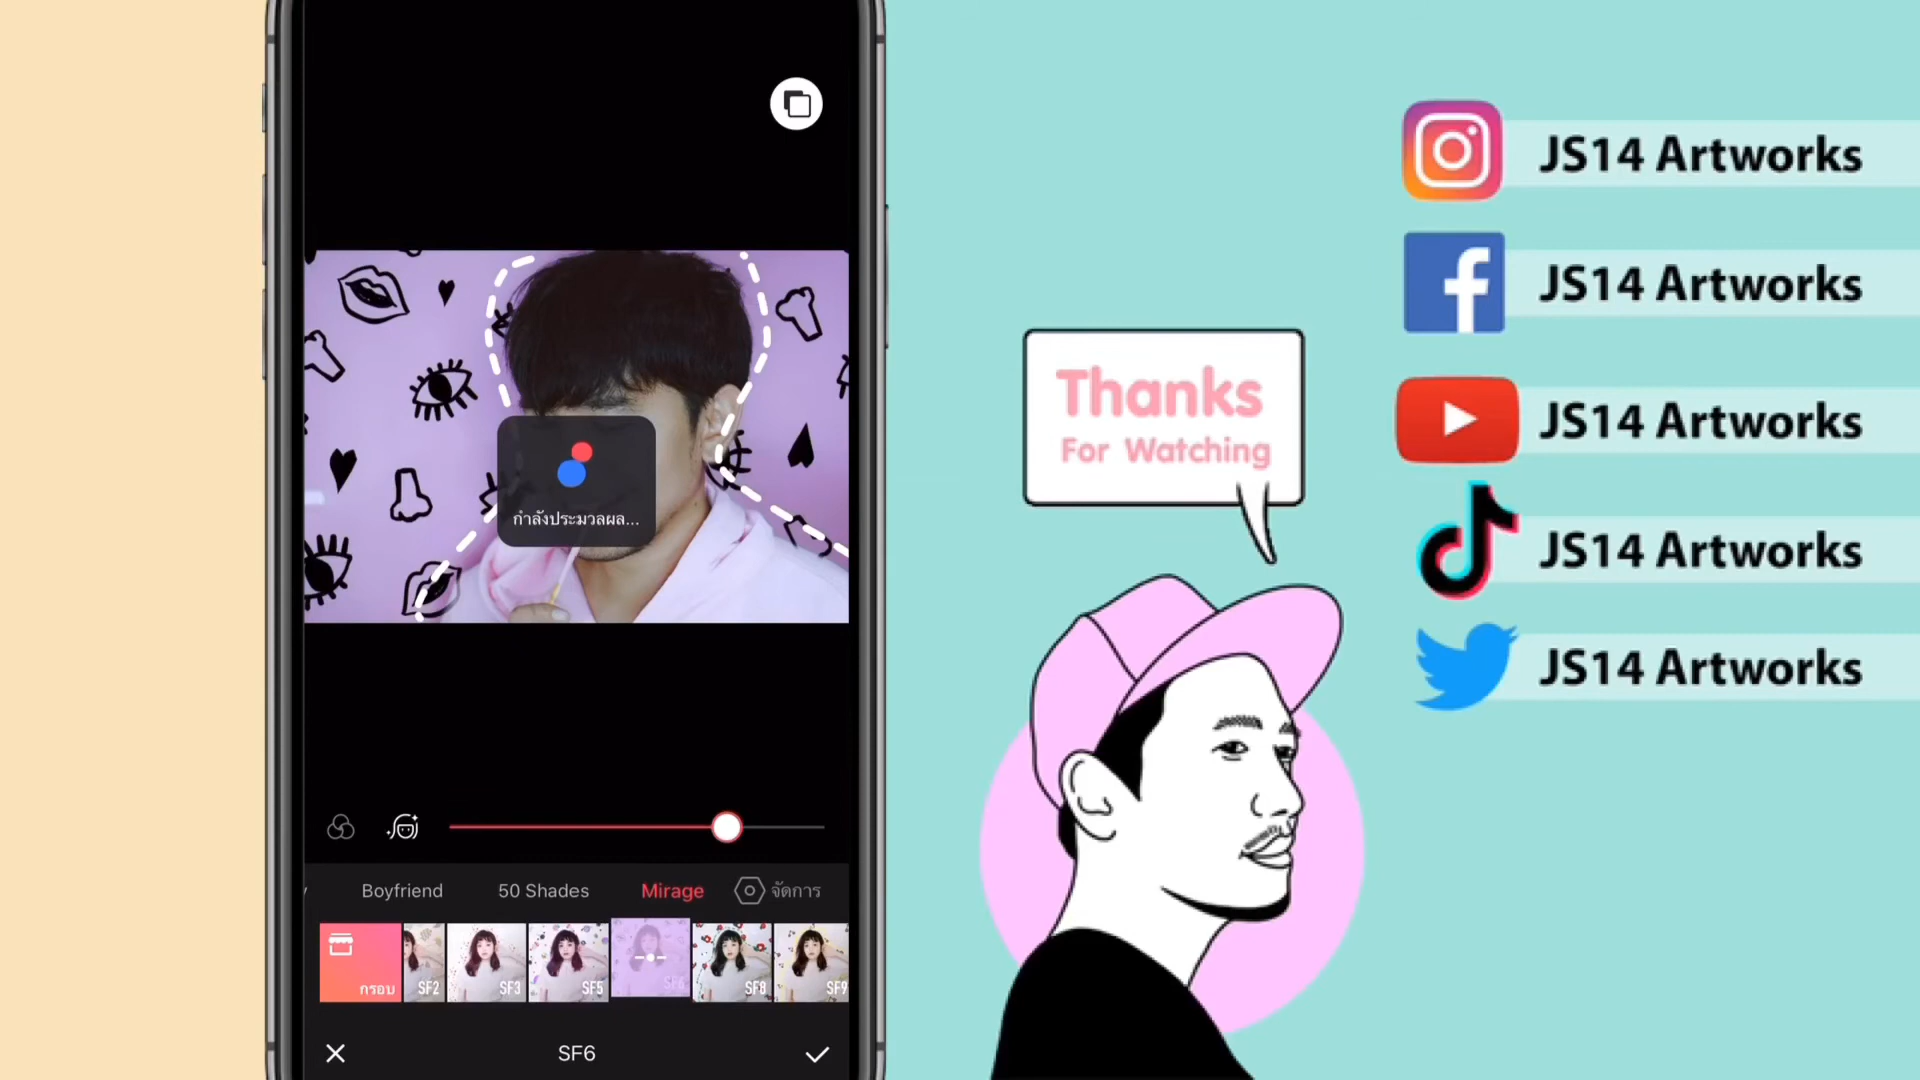 กำลังประมวลผล...
Boyfriend
50 Shades
Mirage
จัดการ
กรอบ
SF2
SF3
SF5
SF6
SF8
SF9
SF6
Thanks
For Watching
JS14 Artworks
JS14 Artworks
JS14 Artworks
JS14 Artworks
JS14 Artworks